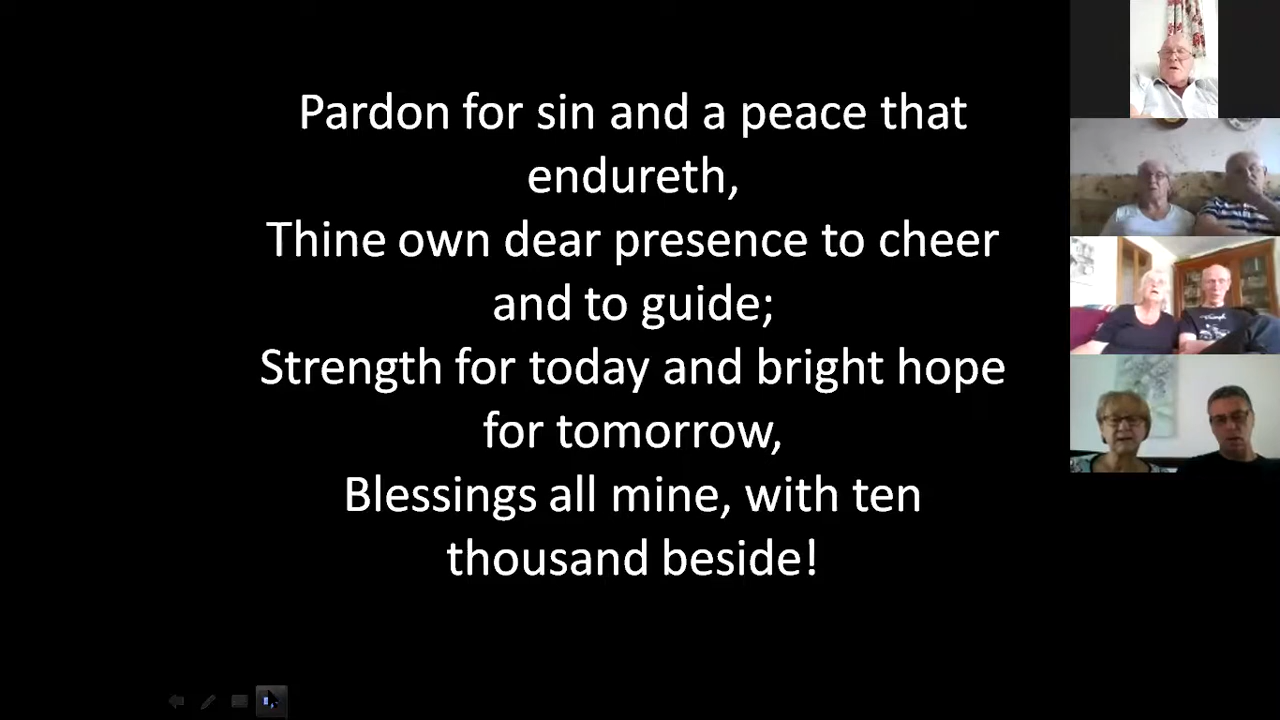 Pardon for sin and a peace that
endureth,
Thine own dear presence to cheer
and to guide;
Strength for today and bright hope
for tomorrow,
Blessings all mine, with ten
thousand beside!